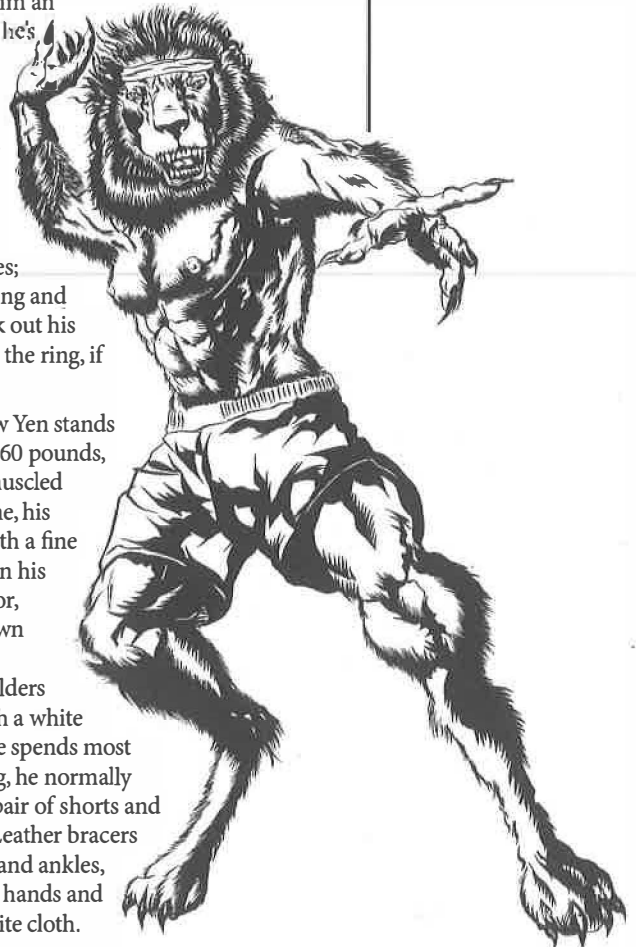 him an
he's
es;
ng and
k out his
the ring, if
w Yen stands
60 pounds,
nuscled
ne, his
th a fine
n his
or,
wn
lders
h a white
e spends most
g, he normally
pair of shorts and
Leather bracers
and ankles,
hands and
ite cloth.